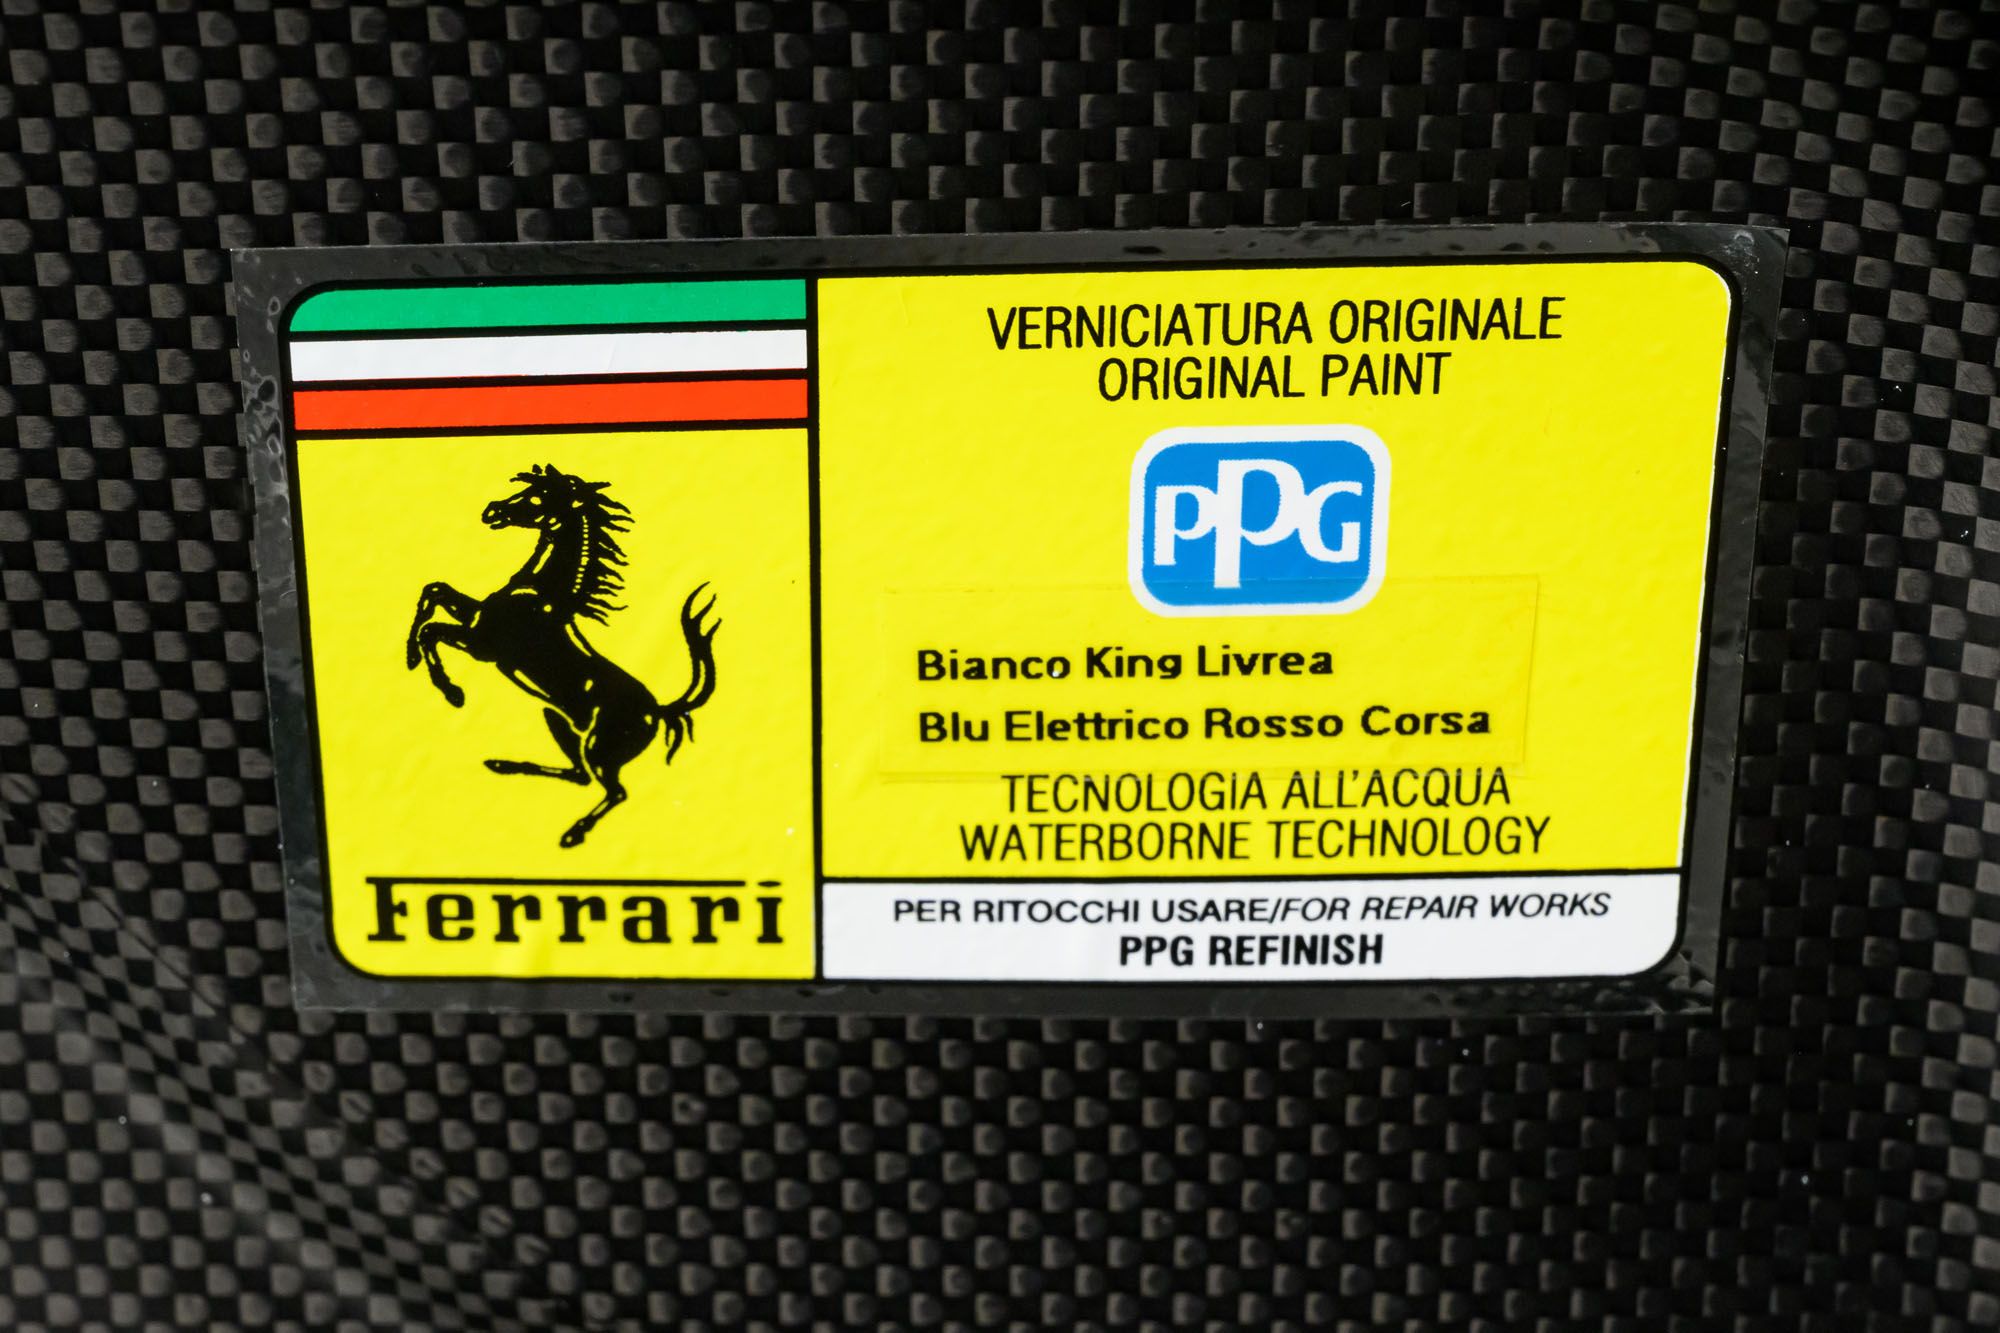 Ferrari
VERNICIATURA ORIGINALE
ORIGINAL PAINT
PPG
Bianco King Livrea
Blu Elettrico Rosso Corsa
TECNOLOGIA ALL'ACQUA
WATERBORNE TECHNOLOGY
PER RITOCCHI USARE/FOR REPAIR WORKS
PPG REFINISH